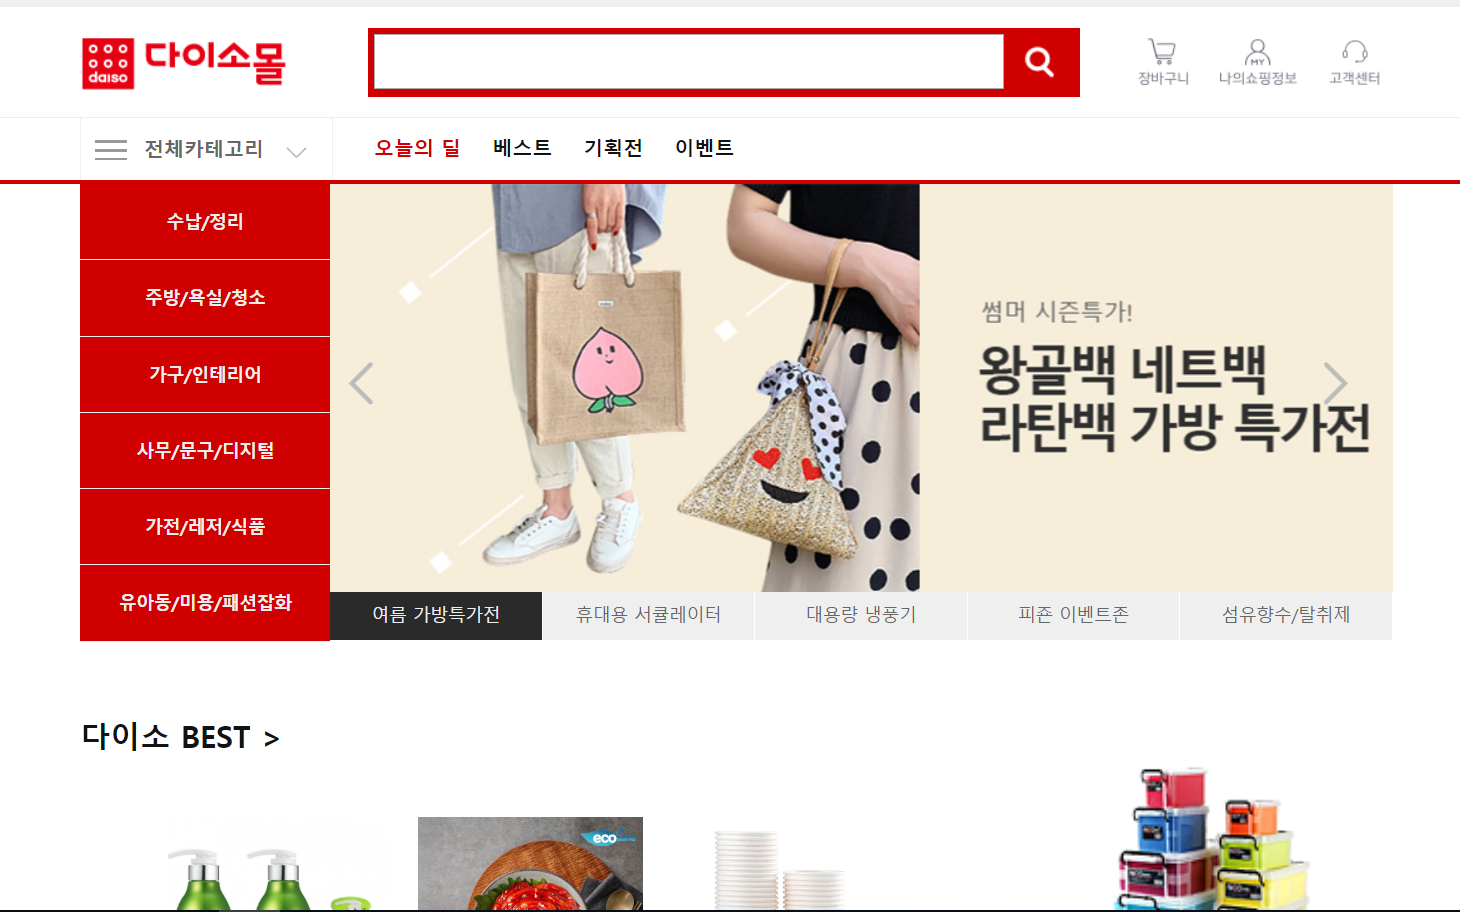 daiso 다이소몰
장바구니
나의쇼핑정보
고객센터
전체카테고리
오늘의 딜 베스트 기획전 이벤트
수납/정리
주방/욕실/청소
가구/인테리어
사무/문구/디지털
가전/레저/식품
유아동/미용/패션잡화
썸머 시즌특가!
왕골백 네트백
라탄백 가방 특가전
여름 가방특가전
휴대용 서큘레이터
대용량 냉풍기
피죤 이벤트존
섬유향수/탈취제
다이소 BEST >
eco